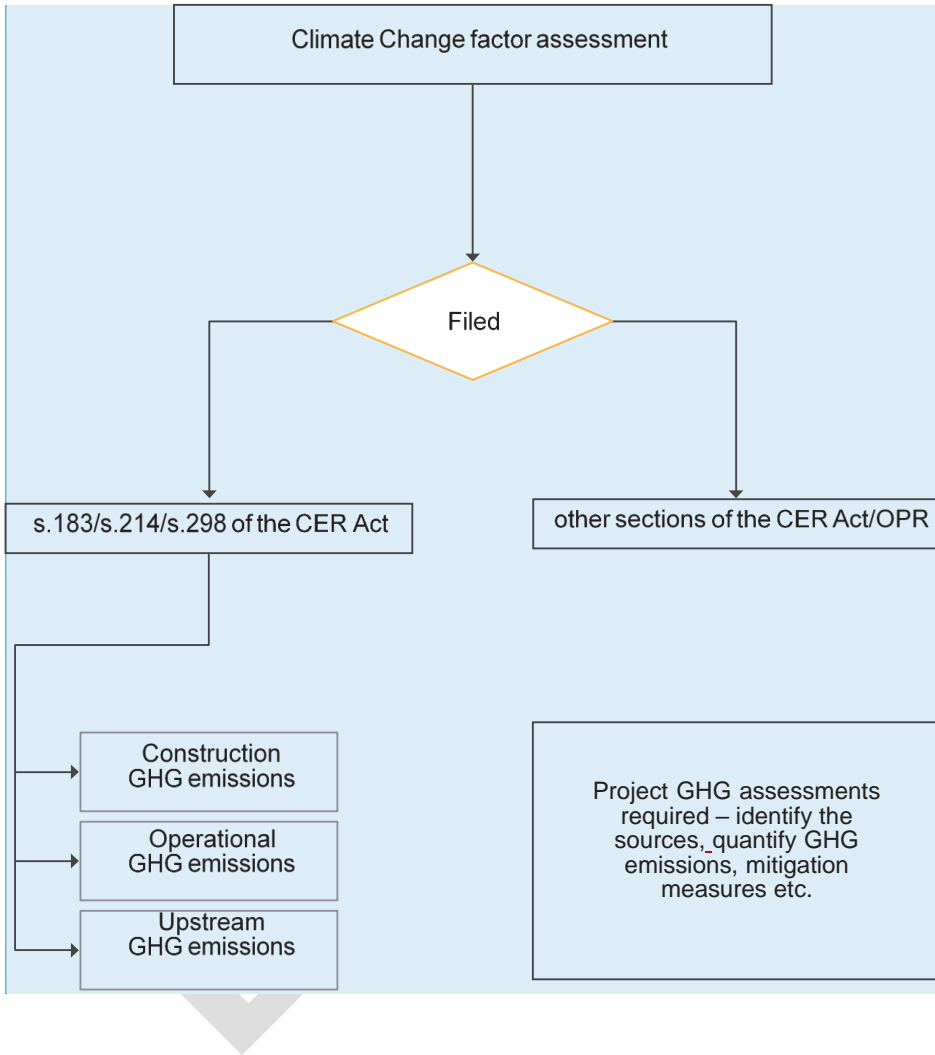 Climate Change factor assessment
Filed
s.183/s.214/s.298 of the CER Act
other sections of the CER Act/OPR
Construction
GHG emissions
Operational
GHG emissions
Upstream
GHG emissions
Project GHG assessments
required – identify the
sources, quantify GHG
emissions, mitigation
measures etc.